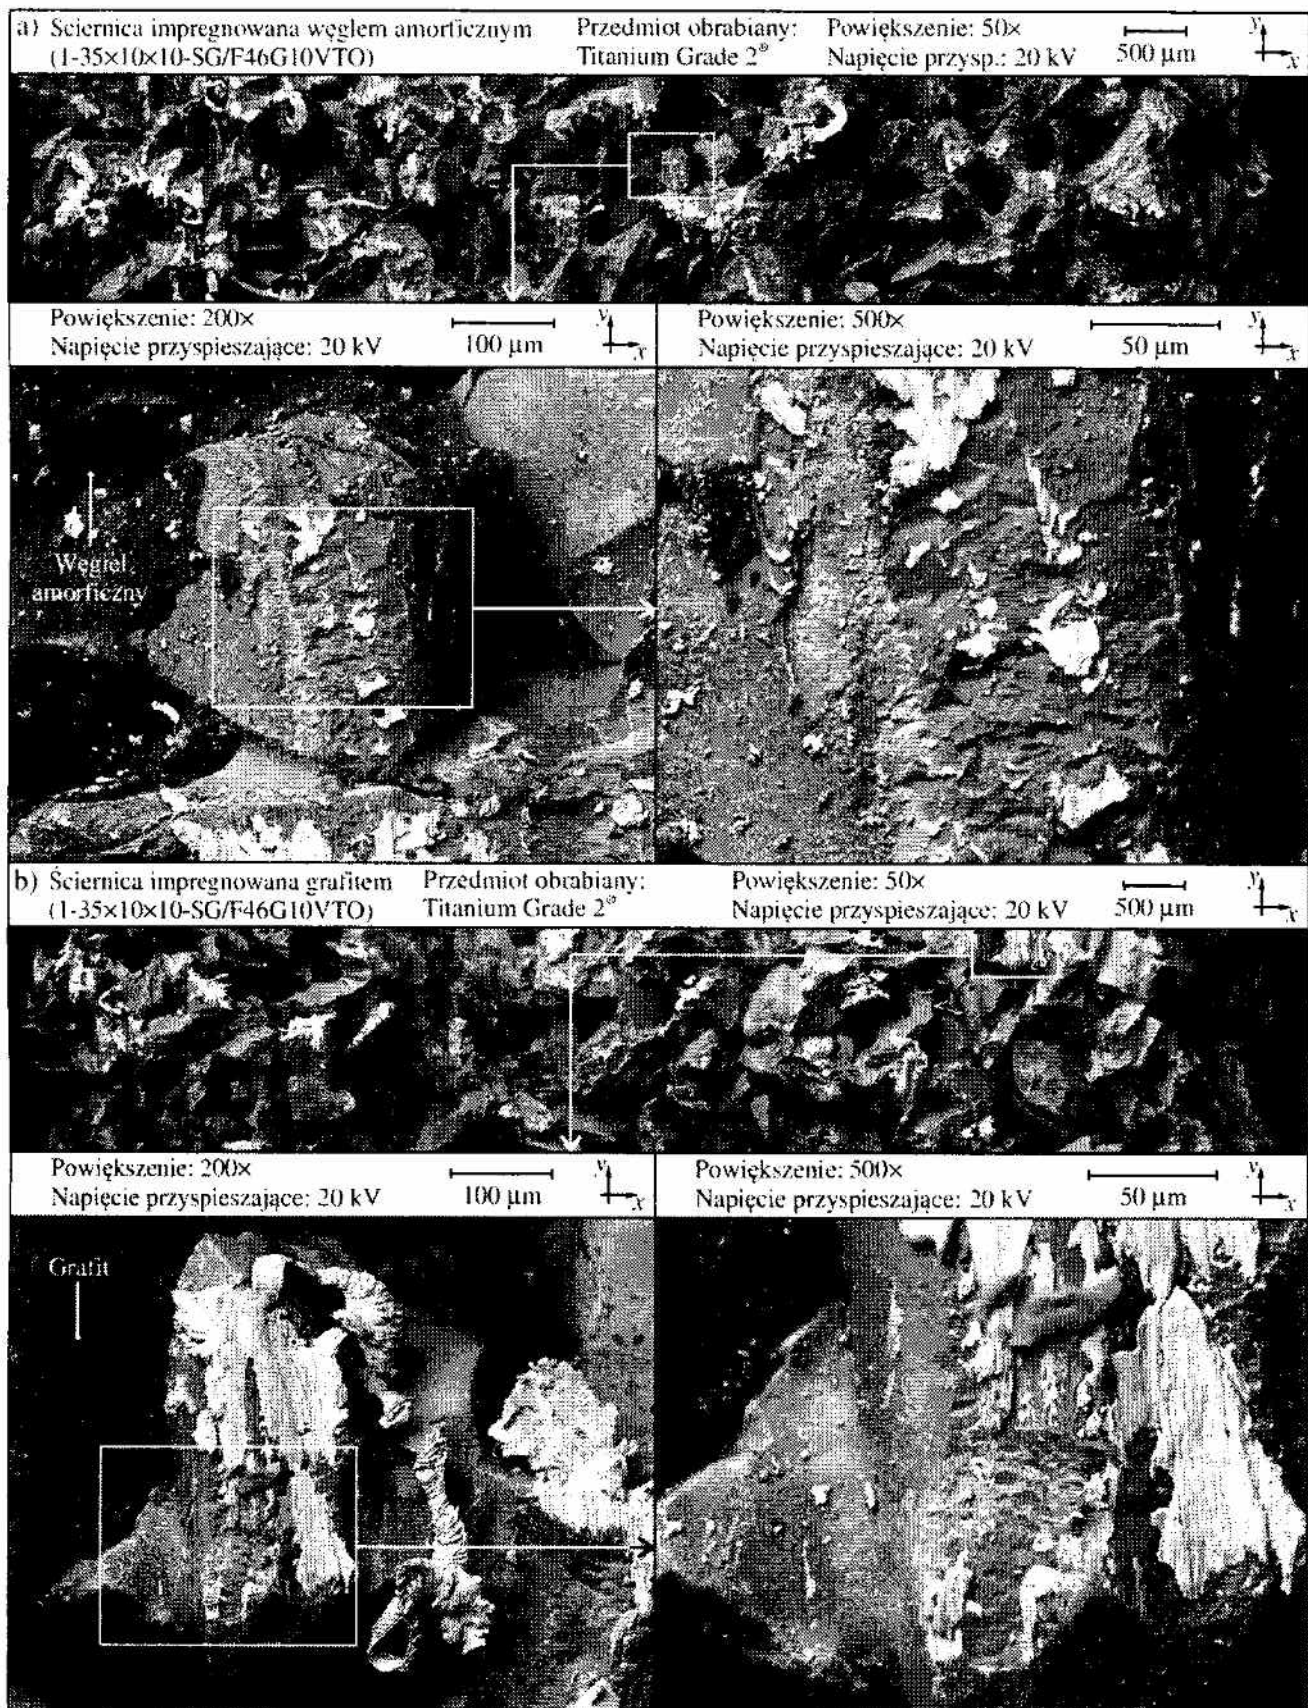 a) Ściernica impregnowana węglem amorficznym
(1-35×10×10-SG/F46G10VTO)
Przedmiot obrabiany:
Titanium Grade 2®
Powiększenie: 50×
Napięcie przysp.: 20 kV
500 µm
y
x
Powiększenie: 200×
Napięcie przyspieszające: 20 kV
100 µm
y
x
Powiększenie: 500×
Napięcie przyspieszające: 20 kV
50 µm
y
x
Węgiel
amorficzny
b) Ściernica impregnowana grafitem
(1-35×10×10-SG/F46G10VTO)
Przedmiot obrabiany:
Titanium Grade 2®
Powiększenie: 50×
Napięcie przyspieszające: 20 kV
500 µm
y
x
Powiększenie: 200×
Napięcie przyspieszające: 20 kV
100 µm
y
x
Powiększenie: 500×
Napięcie przyspieszające: 20 kV
50 µm
y
x
Grafit